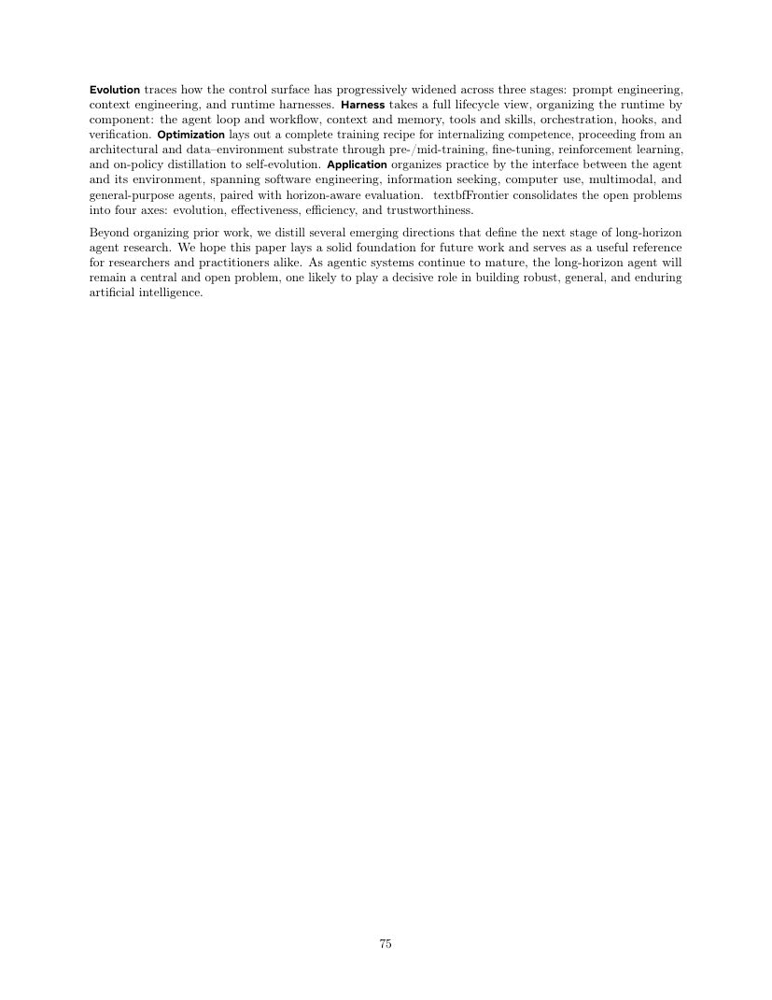 Evolution traces how the control surface has progressively widened across three stages: prompt engineering,
context engineering, and runtime harnesses. Harness takes a full lifecycle view, organizing the runtime by
component: the agent loop and workflow, context and memory, tools and skills, orchestration, hooks, and
verification. Optimization lays out a complete training recipe for internalizing competence, proceeding from an
architectural and data–environment substrate through pre-/mid-training, fine-tuning, reinforcement learning,
and on-policy distillation to self-evolution. Application organizes practice by the interface between the agent
and its environment, spanning software engineering, information seeking, computer use, multimodal, and
general-purpose agents, paired with horizon-aware evaluation. textbfFrontier consolidates the open problems
into four axes: evolution, effectiveness, efficiency, and trustworthiness.
Beyond organizing prior work, we distill several emerging directions that define the next stage of long-horizon
agent research. We hope this paper lays a solid foundation for future work and serves as a useful reference
for researchers and practitioners alike. As agentic systems continue to mature, the long-horizon agent will
remain a central and open problem, one likely to play a decisive role in building robust, general, and enduring
artificial intelligence.
75